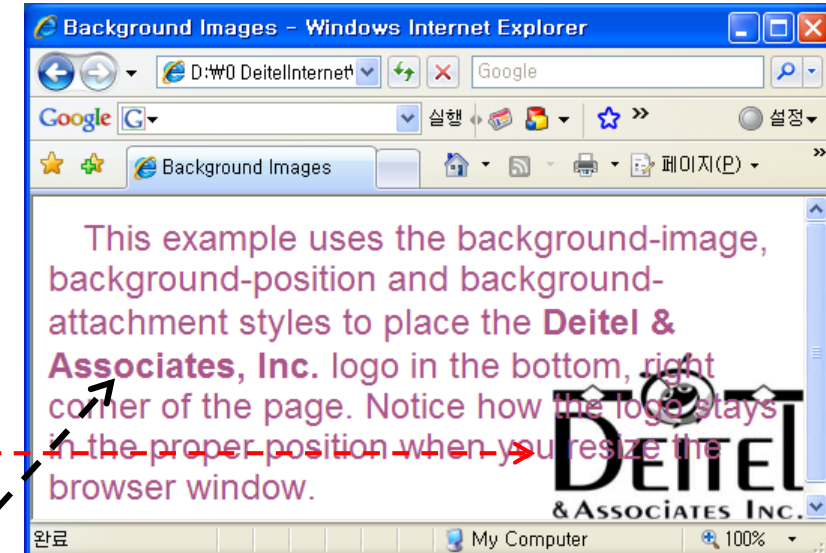 Background Images - Windows Internet Explorer
D:₩0 DeitelInternet₩
Google
Google G
실행
»
설정
Background Images
페이지(P)
»
This example uses the background-image,
background-position and background-
attachment styles to place the Deitel &
Associates, Inc. logo in the bottom, right
corner of the page. Notice how the logo stays
in the proper position when you resize the
browser window.
DEITEL
& ASSOCIATES INC.
완료
My Computer
100%